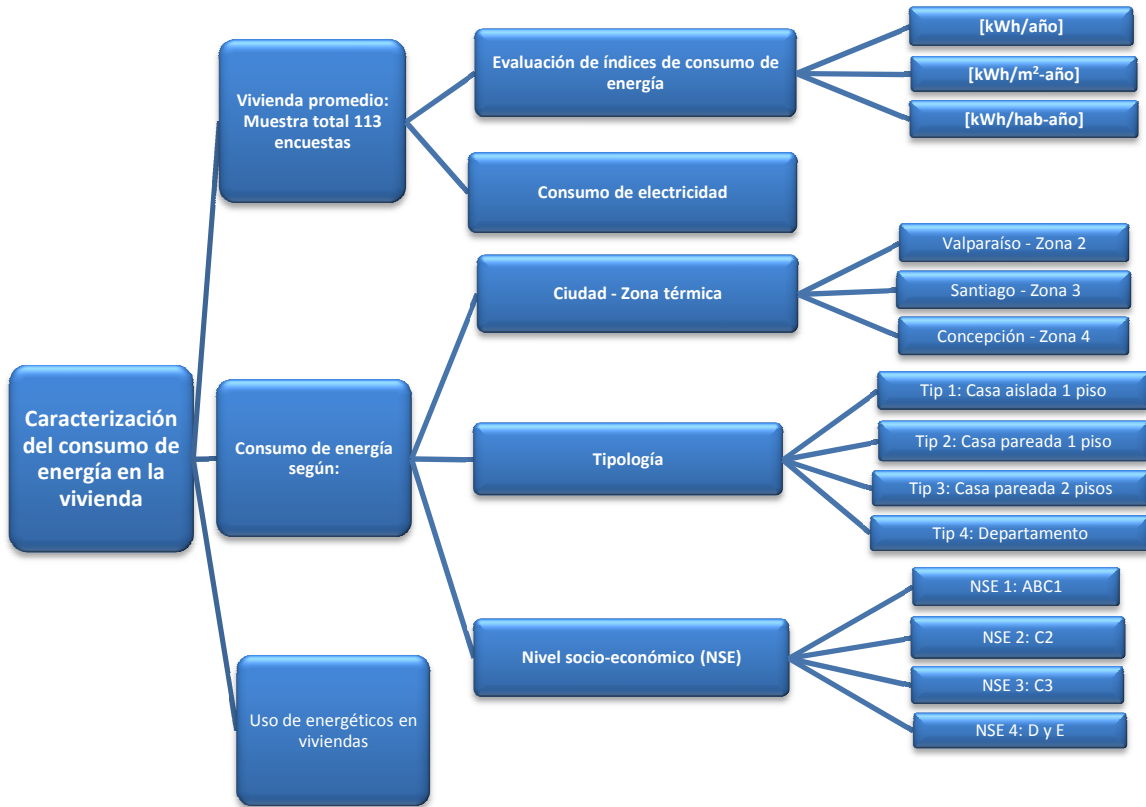 Caracterización
del consumo de
energía en la
vivienda
Vivienda promedio:
Muestra total 113
encuestas
Evaluación de índices de consumo de
energía
[kWh/año]
[kWh/m²-año]
[kWh/hab-año]
Consumo de electricidad
Consumo de energía
según:
Ciudad - Zona térmica
Valparaíso - Zona 2
Santiago - Zona 3
Concepción - Zona 4
Tipología
Tip 1: Casa aislada 1 piso
Tip 2: Casa pareada 1 piso
Tip 3: Casa pareada 2 pisos
Tip 4: Departamento
Nivel socio-económico (NSE)
NSE 1: ABC1
NSE 2: C2
NSE 3: C3
NSE 4: D y E
Uso de energéticos en
viviendas